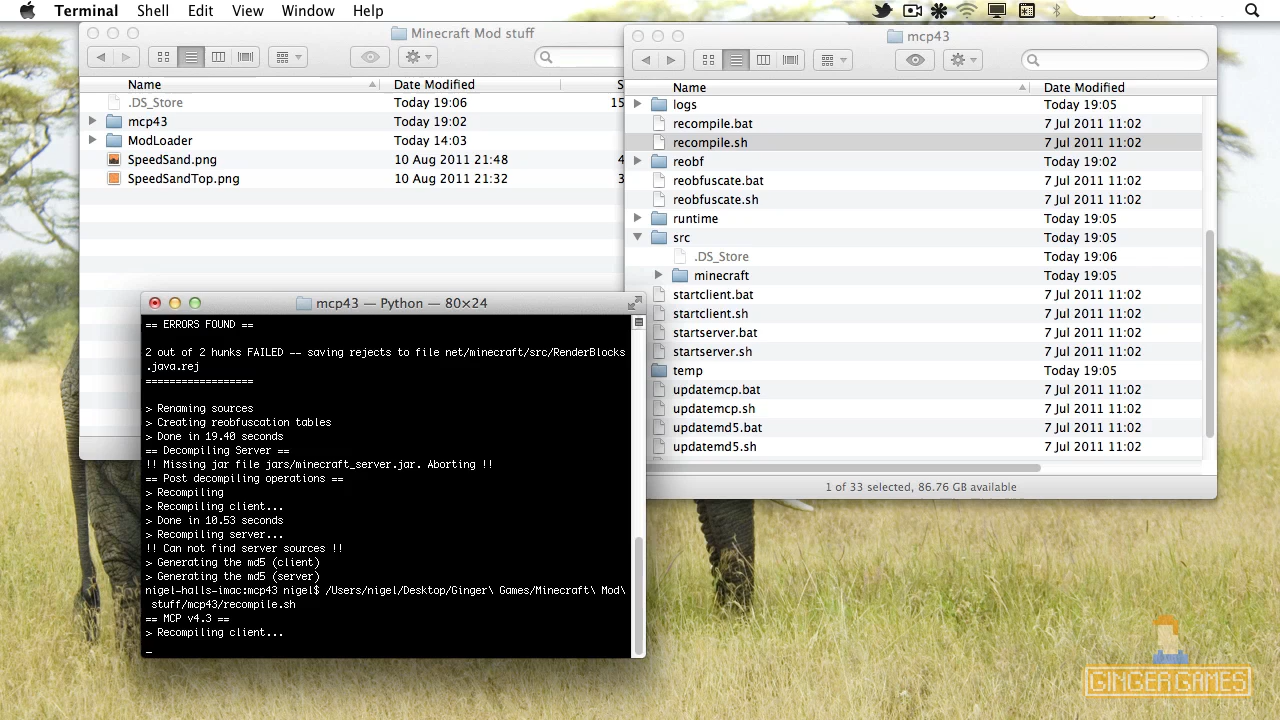 Terminal Shell Edit View Window Help
Minecraft Mod stuff
Name Date Modified S
.DS_Store Today 19:06 15
mcp43 Today 19:02
ModLoader Today 14:03
SpeedSand.png 10 Aug 2011 21:48 4
SpeedSandTop.png 10 Aug 2011 21:32 3
mcp43
Name Date Modified
logs Today 19:05
recompile.bat 7 Jul 2011 11:02
recompile.sh 7 Jul 2011 11:02
reobf Today 19:02
reobfuscate.bat 7 Jul 2011 11:02
reobfuscate.sh 7 Jul 2011 11:02
runtime Today 19:05
src Today 19:05
.DS_Store Today 19:06
minecraft Today 19:05
startclient.bat 7 Jul 2011 11:02
startclient.sh 7 Jul 2011 11:02
startserver.bat 7 Jul 2011 11:02
startserver.sh 7 Jul 2011 11:02
temp Today 19:05
updatemcp.bat 7 Jul 2011 11:02
updatemcp.sh 7 Jul 2011 11:02
updatemd5.bat 7 Jul 2011 11:02
updatemd5.sh 7 Jul 2011 11:02
1 of 33 selected, 86.76 GB available
mcp43 — Python — 80×24
== ERRORS FOUND ==
2 out of 2 hunks FAILED -- saving rejects to file net/minecraft/src/RenderBlocks
.java.rej
==================
> Renaming sources
> Creating reobfuscation tables
> Done in 19.40 seconds
== Decompiling Server ==
!! Missing jar file jars/minecraft_server.jar. Aborting !!
== Post decompiling operations ==
> Recompiling
> Recompiling client...
> Done in 10.53 seconds
> Recompiling server...
!! Can not find server sources !!
> Generating the md5 (client)
> Generating the md5 (server)
nigel-halls-imac:mcp43 nigel$ /Users/nigel/Desktop/Ginger\ Games/Minecraft\ Mod\
 stuff/mcp43/recompile.sh
== MCP v4.3 ==
> Recompiling client...
GINGER GAMES